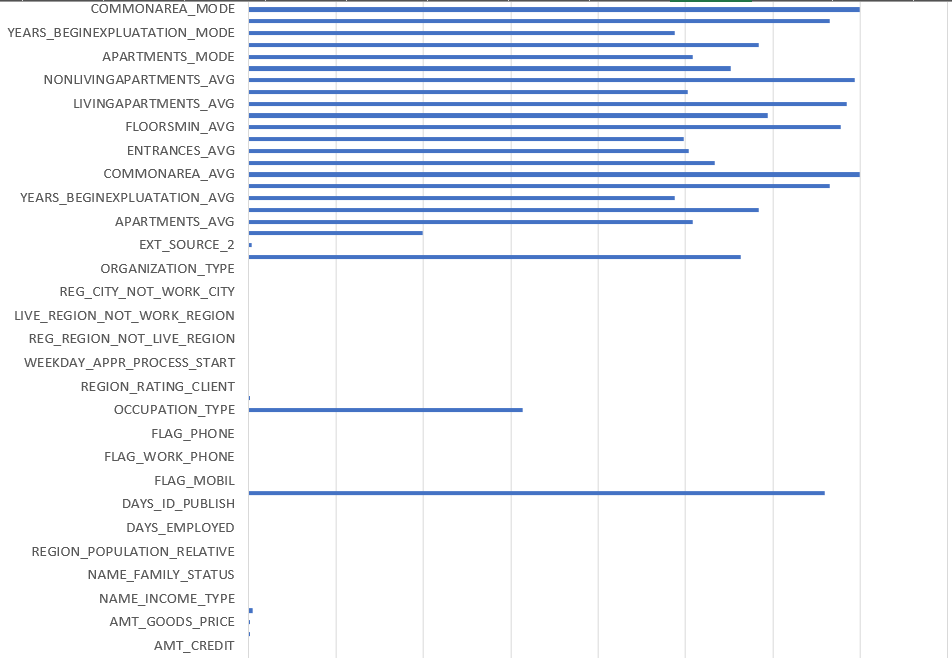 COMMONAREA_MODE
YEARS_BEGINEXPLUATATION_MODE
APARTMENTS_MODE
NONLIVINGAPARTMENTS_AVG
LIVINGAPARTMENTS_AVG
FLOORSMIN_AVG
ENTRANCES_AVG
COMMONAREA_AVG
YEARS_BEGINEXPLUATATION_AVG
APARTMENTS_AVG
EXT_SOURCE_2
ORGANIZATION_TYPE
REG_CITY_NOT_WORK_CITY
LIVE_REGION_NOT_WORK_REGION
REG_REGION_NOT_LIVE_REGION
WEEKDAY_APPR_PROCESS_START
REGION_RATING_CLIENT
OCCUPATION_TYPE
FLAG_PHONE
FLAG_WORK_PHONE
FLAG_MOBIL
DAYS_ID_PUBLISH
DAYS_EMPLOYED
REGION_POPULATION_RELATIVE
NAME_FAMILY_STATUS
NAME_INCOME_TYPE
AMT_GOODS_PRICE
AMT_CREDIT